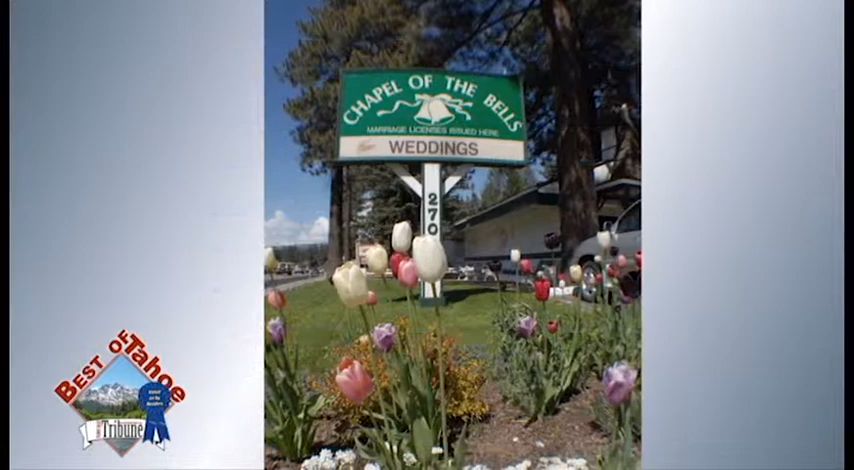 CHAPEL OF THE BELLS
MARRIAGE LICENSES ISSUED HERE
WEDDINGS
270
BEST OF Tahoe
Tribune